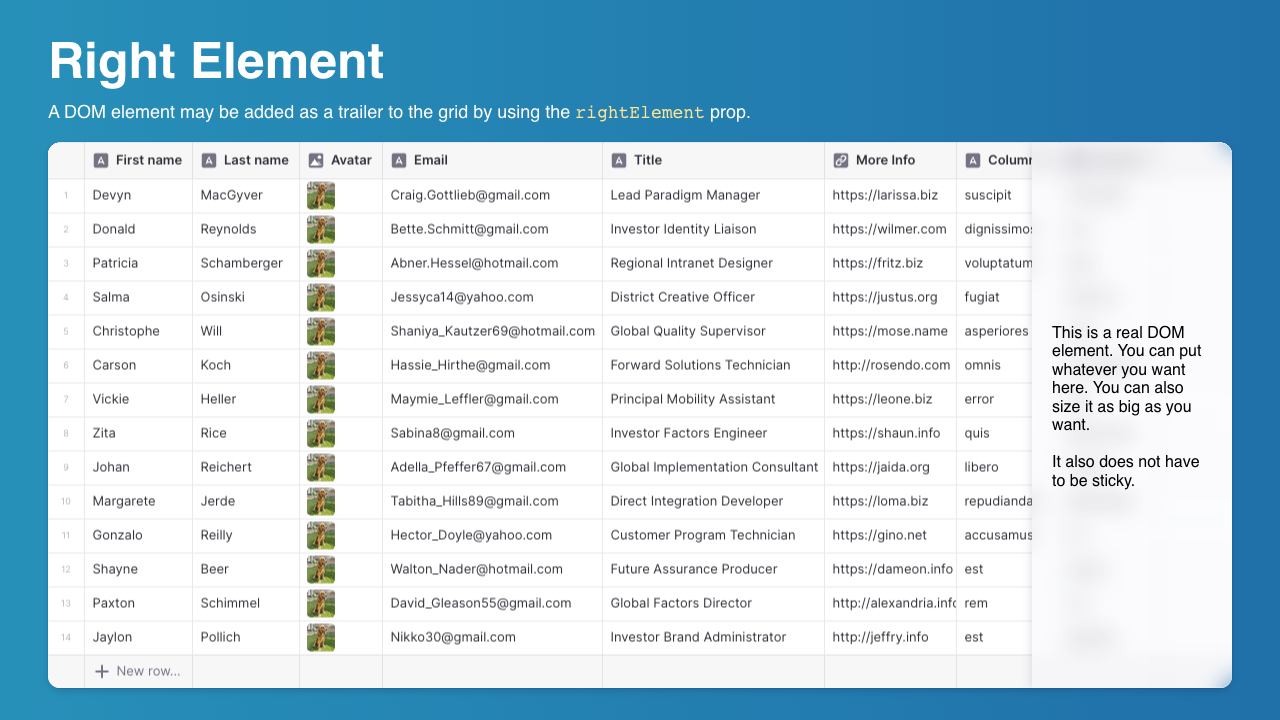 Right Element
A DOM element may be added as a trailer to the grid by using the rightElement prop.
First name Last name Avatar Email Title More Info
1 Devyn MacGyver Craig.Gottlieb@gmail.com Lead Paradigm Manager https://larissa.biz suscipit
2 Donald Reynolds Bette.Schmitt@gmail.com Investor Identity Liaison https://wilmer.com dignissimos
3 Patricia Schamberger Abner.Hessel@hotmail.com Regional Intranet Designer https://fritz.biz voluptatum
4 Salma Osinski Jessyca14@yahoo.com District Creative Officer https://justus.org fugiat
5 Christophe Will Shaniya_Kautzer69@hotmail.com Global Quality Supervisor https://mose.name asperiores
6 Carson Koch Hassie_Hirthe@gmail.com Forward Solutions Technician http://rosendo.com omnis
7 Vickie Heller Maymie_Leffler@gmail.com Principal Mobility Assistant https://leone.biz error
8 Zita Rice Sabina8@gmail.com Investor Factors Engineer https://shaun.info quis
9 Johan Reichert Adella_Pfeffer67@gmail.com Global Implementation Consultant https://jaida.org libero
10 Margarete Jerde Tabitha_Hills89@gmail.com Direct Integration Developer https://loma.biz repudianda
11 Gonzalo Reilly Hector_Doyle@yahoo.com Customer Program Technician https://gino.net accusamus
12 Shayne Beer Walton_Nader@hotmail.com Future Assurance Producer https://dameon.info est
13 Paxton Schimmel David_Gleason55@gmail.com Global Factors Director http://alexandria.info rem
14 Jaylon Pollich Nikko30@gmail.com Investor Brand Administrator http://jeffry.info est
New row...
This is a real DOM
element. You can put
whatever you want
here. You can also
size it as big as you
want.
It also does not have
to be sticky.